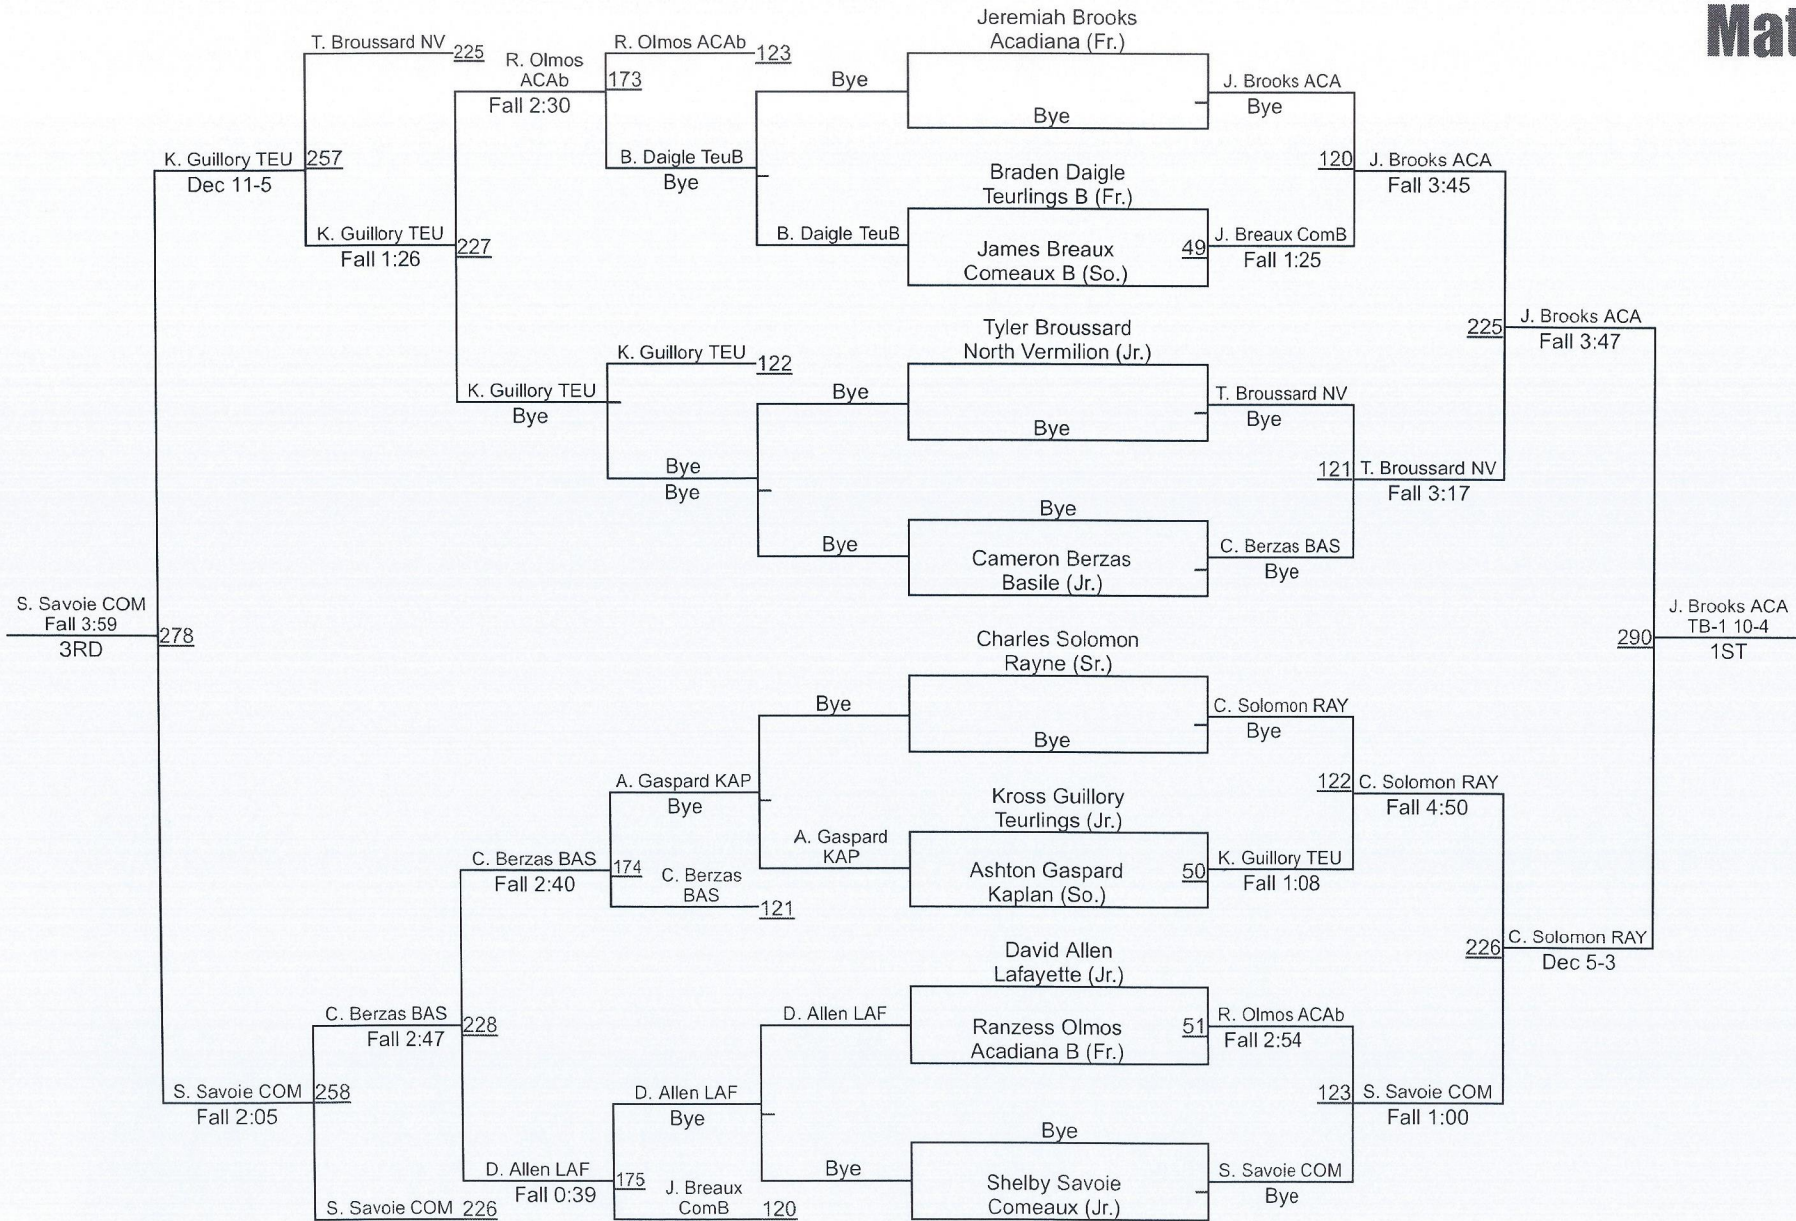 Mat
Jeremiah Brooks
Acadiana (Fr.)
T. Broussard NV 225
R. Olmos
ACAb
Fall 2:30
R. Olmos ACAb 123
173
Bye
J. Brooks ACA
Bye
Bye
K. Guillory TEU 257
Dec 11-5
B. Daigle TeuB
Bye
Braden Daigle
Teurlings B (Fr.)
120 J. Brooks ACA
Fall 3:45
K. Guillory TEU 227
Fall 1:26
B. Daigle TeuB
James Breaux
Comeaux B (So.)
49 J. Breaux ComB
Fall 1:25
Tyler Broussard
North Vermilion (Jr.)
225 J. Brooks ACA
Fall 3:47
K. Guillory TEU 122
K. Guillory TEU
Bye
Bye
T. Broussard NV
Bye
Bye
Bye
Bye
121 T. Broussard NV
Fall 3:17
Bye
Bye
Cameron Berzas
Basile (Jr.)
C. Berzas BAS
Bye
S. Savoie COM
Fall 3:59
3RD
278
Charles Solomon
Rayne (Sr.)
290
J. Brooks ACA
TB-1 10-4
1ST
Bye
C. Solomon RAY
Bye
Bye
A. Gaspard KAP
Bye
Kross Guillory
Teurlings (Jr.)
122 C. Solomon RAY
Fall 4:50
A. Gaspard
KAP
C. Berzas BAS 174
Fall 2:40
C. Berzas
BAS
121
Ashton Gaspard
Kaplan (So.)
50 K. Guillory TEU
Fall 1:08
David Allen
Lafayette (Jr.)
226 C. Solomon RAY
Dec 5-3
C. Berzas BAS 228
Fall 2:47
D. Allen LAF
Ranzess Olmos
Acadiana B (Fr.)
51 R. Olmos ACAb
Fall 2:54
S. Savoie COM 258
Fall 2:05
D. Allen LAF
Bye
123 S. Savoie COM
Fall 1:00
Bye
D. Allen LAF 175
Fall 0:39
Bye
Shelby Savoie
Comeaux (Jr.)
S. Savoie COM
Bye
J. Breaux
ComB 120
S. Savoie COM 226